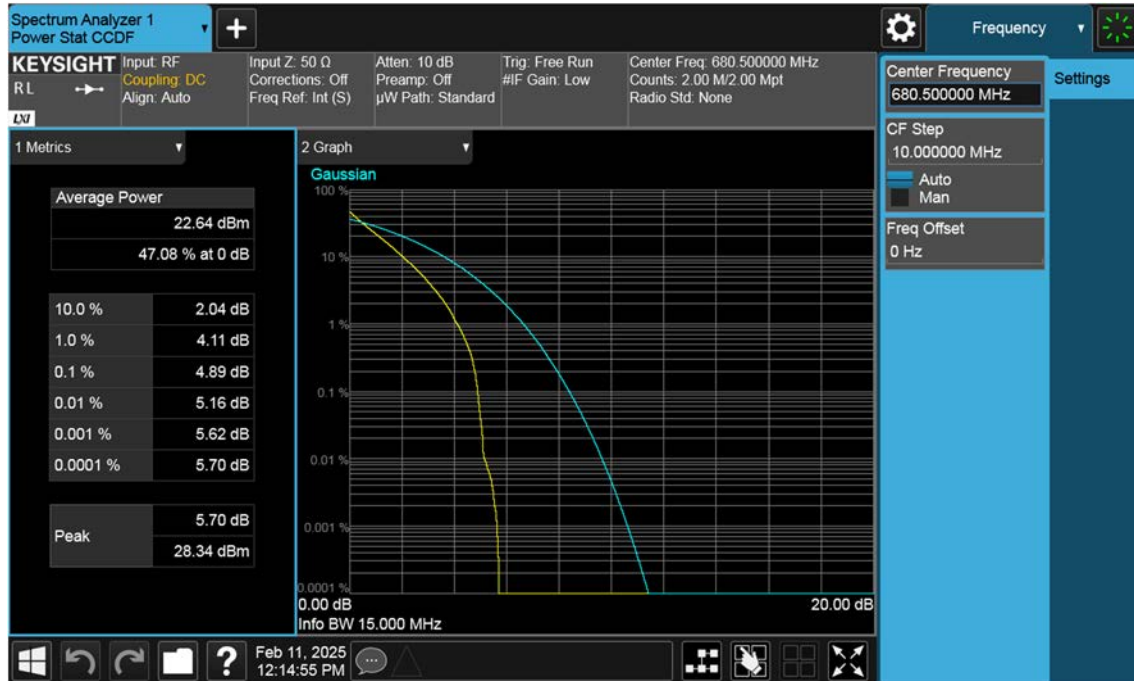 Spectrum Analyzer 1
Power Stat CCDF
Frequency
KEYSIGHT
R L
LXI
Input: RF
Coupling: DC
Align: Auto
Input Z: 50 Ω
Corrections: Off
Freq Ref: Int (S)
Atten: 10 dB
Preamp: Off
µW Path: Standard
Trig: Free Run
#IF Gain: Low
Center Freq: 680.500000 MHz
Counts: 2.00 M/2.00 Mpt
Radio Std: None
Center Frequency
680.500000 MHz
Settings
CF Step
10.000000 MHz
Auto
Man
Freq Offset
0 Hz
1 Metrics
Average Power
22.64 dBm
47.08 % at 0 dB
10.0 % 2.04 dB
1.0 % 4.11 dB
0.1 % 4.89 dB
0.01 % 5.16 dB
0.001 % 5.62 dB
0.0001 % 5.70 dB
Peak 5.70 dB
28.34 dBm
2 Graph
Gaussian
100 %
10 %
1 %
0.1 %
0.01 %
0.001 %
0.0001 %
0.00 dB 20.00 dB
Info BW 15.000 MHz
?
Feb 11, 2025
12:14:55 PM